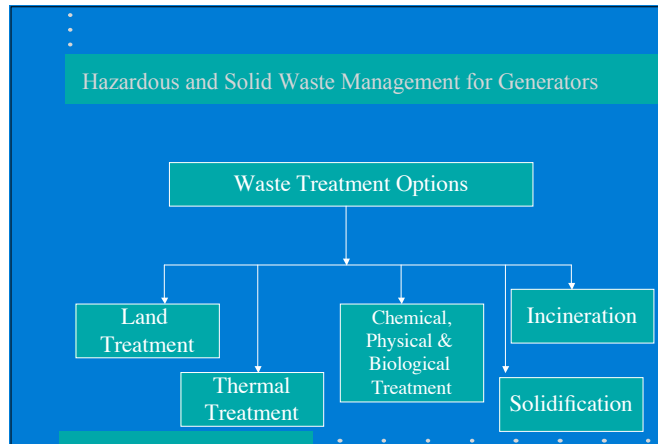 Hazardous and Solid Waste Management for Generators
Waste Treatment Options
Land
Treatment
Thermal
Treatment
Chemical,
Physical &
Biological
Treatment
Incineration
Solidification